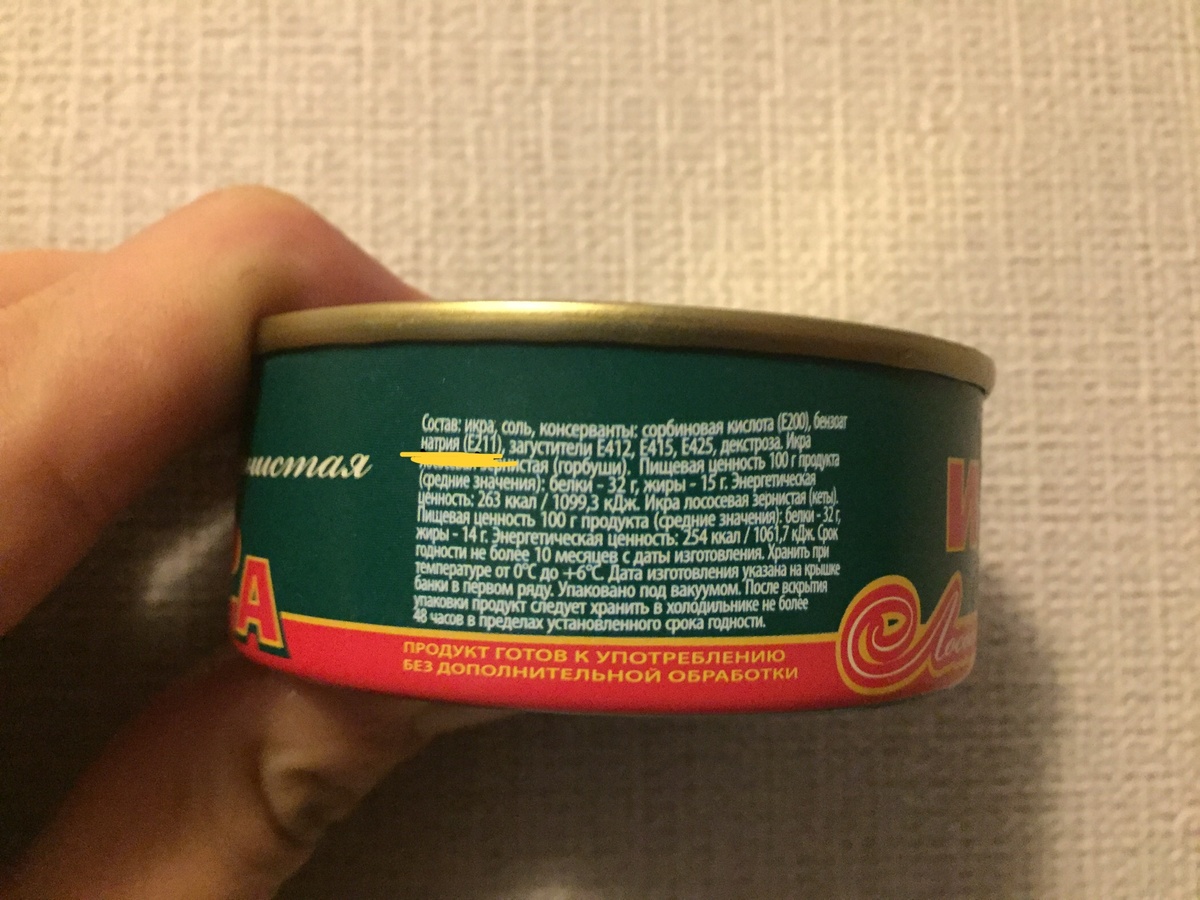 Состав: икра, соль, консерванты: сорбиновая кислота (Е200), бензоат
натрия (Е211), загустители Е412, Е415, Е425, декстроза. Икра
зернистая (горбуши). Пищевая ценность 100 г продукта
(средние значения): белки - 32 г, жиры - 15 г. Энергетическая
ценность: 263 ккал / 1099,3 кДж. Икра лососевая зернистая (кеты).
Пищевая ценность 100 г продукта (средние значения): белки - 32 г,
жиры - 14 г. Энергетическая ценность: 254 ккал / 1061,7 кДж. Срок
годности не более 10 месяцев с даты изготовления. Хранить при
температуре от 0°С до +6°С. Дата изготовления указана на крышке
банки в первом ряду. Упаковано под вакуумом. После вскрытия
упаковки продукт следует хранить в холодильнике не более
48 часов в пределах установленного срока годности.
ПРОДУКТ ГОТОВ К УПОТРЕБЛЕНИЮ
БЕЗ ДОПОЛНИТЕЛЬНОЙ ОБРАБОТКИ
нистая
КА
И
Лосо